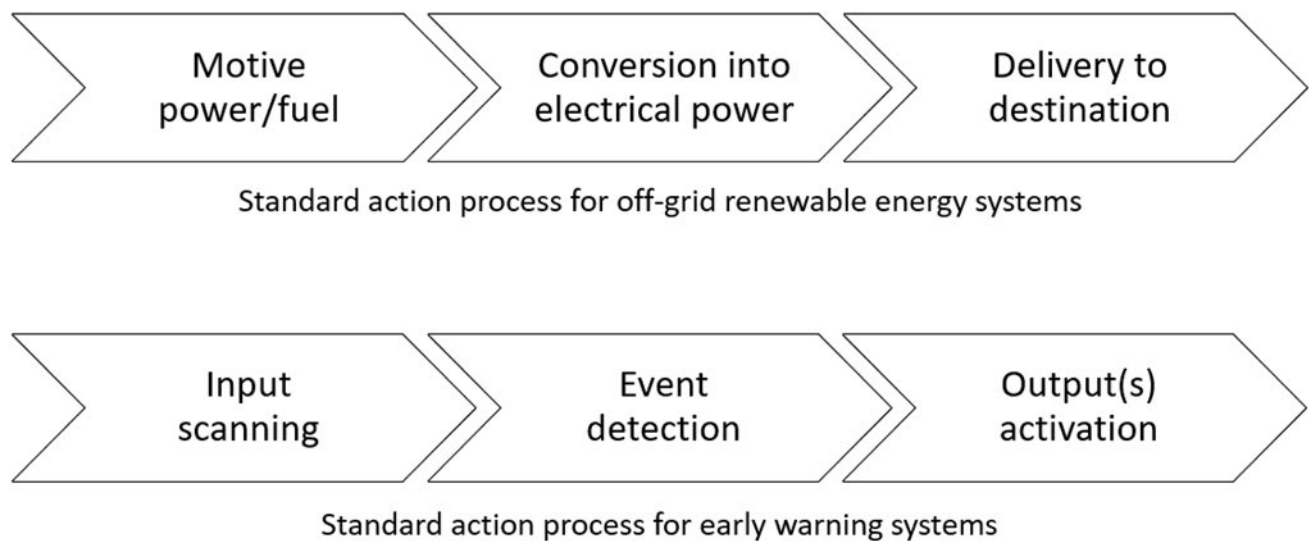 Motive
power/fuel
Conversion into
electrical power
Delivery to
destination
Standard action process for off-grid renewable energy systems
Input
scanning
Event
detection
Output(s)
activation
Standard action process for early warning systems